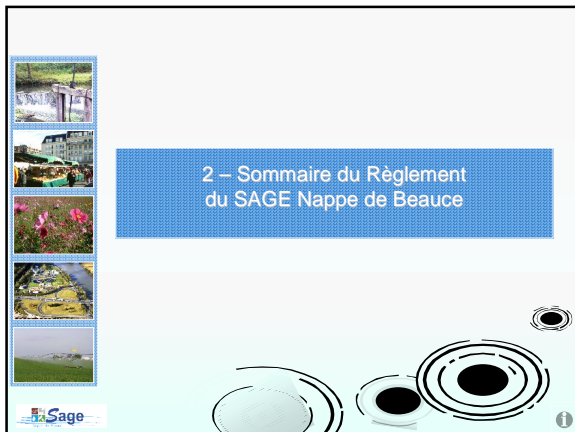 2 – Sommaire du Règlement
du SAGE Nappe de Beauce
Sage